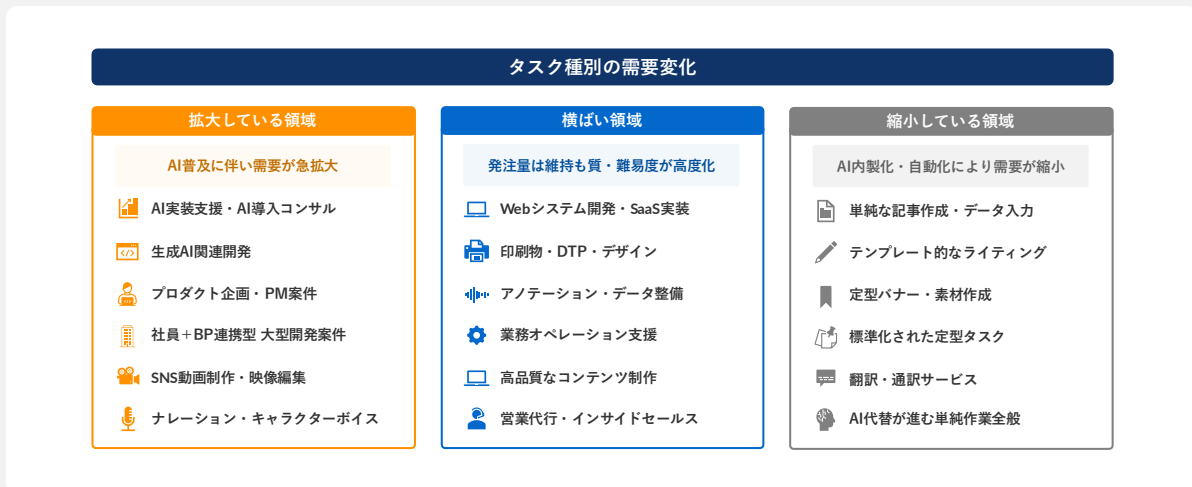 タスク種別の需要変化
拡大している領域
AI普及に伴い需要が急拡大
AI実装支援・AI導入コンサル
生成AI関連開発
プロダクト企画・PM案件
社員＋BP連携型 大型開発案件
SNS動画制作・映像編集
ナレーション・キャラクターボイス
横ばい領域
発注量は維持も質・難易度が高度化
Webシステム開発・SaaS実装
印刷物・DTP・デザイン
アノテーション・データ整備
業務オペレーション支援
高品質なコンテンツ制作
営業代行・インサイドセールス
縮小している領域
AI内製化・自動化により需要が縮小
単純な記事作成・データ入力
テンプレート的なライティング
定型バナー・素材作成
標準化された定型タスク
翻訳・通訳サービス
AI代替が進む単純作業全般